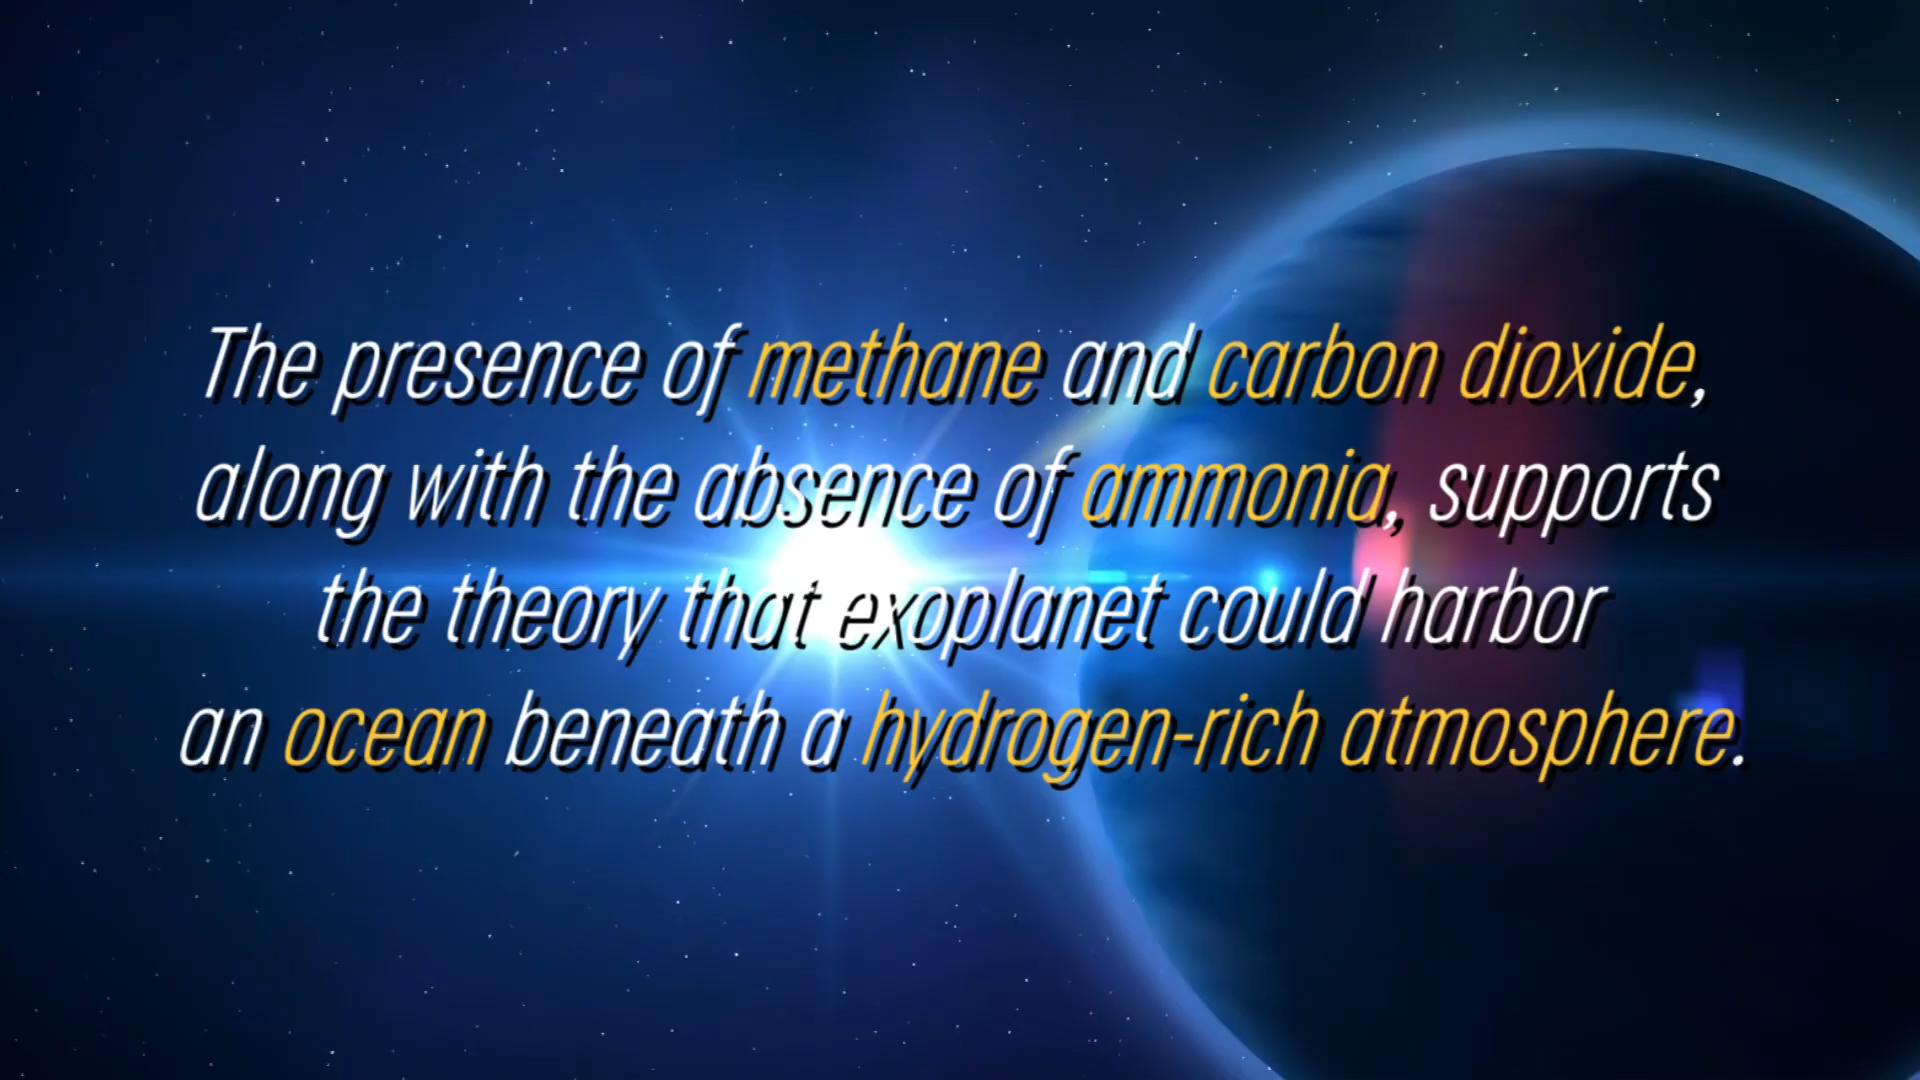 The presence of methane and carbon dioxide,
along with the absence of ammonia, supports
the theory that exoplanet could harbor
an ocean beneath a hydrogen-rich atmosphere.